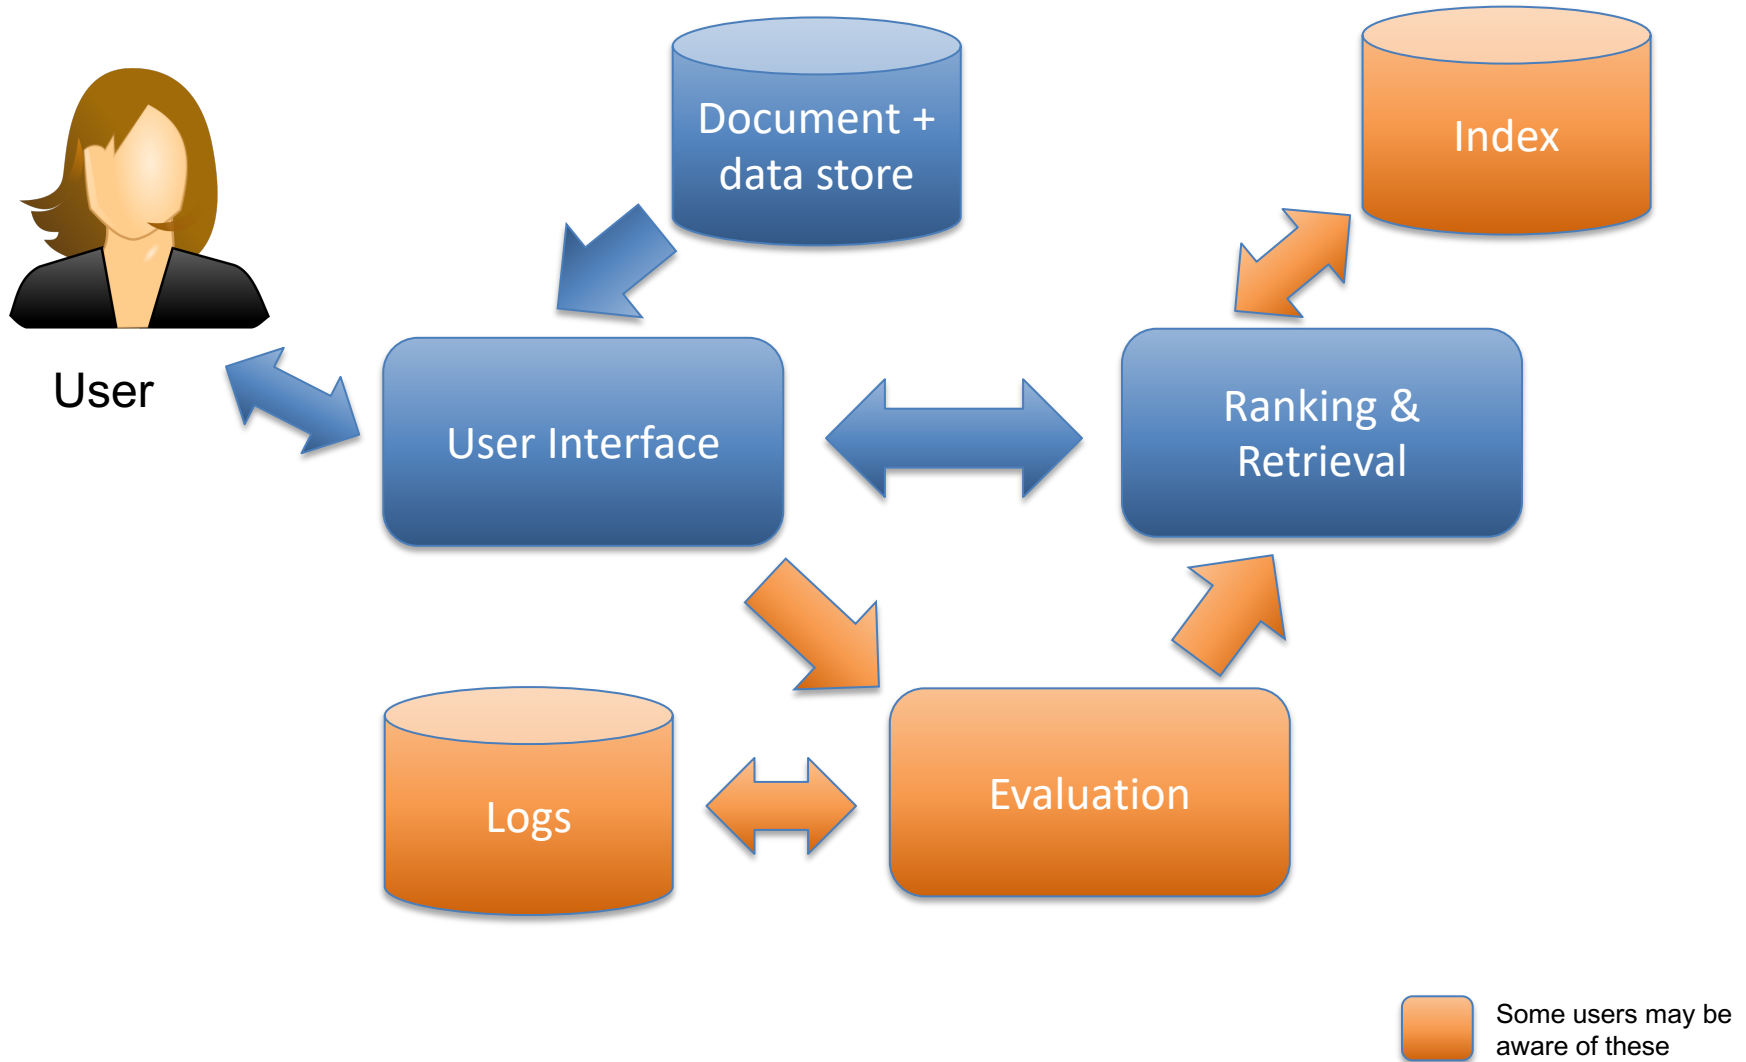 Document +
data store
Index
User
User Interface
Ranking &
Retrieval
Logs
Evaluation
Some users may be
aware of these